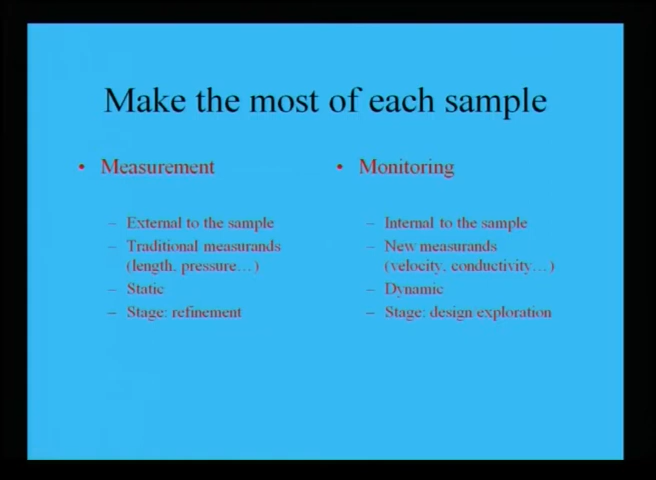 Make the most of each sample
• Measurement
– External to the sample
– Traditional measurands
(length, pressure…)
– Static
– Stage: refinement
• Monitoring
– Internal to the sample
– New measurands
(velocity, conductivity…)
– Dynamic
– Stage: design exploration